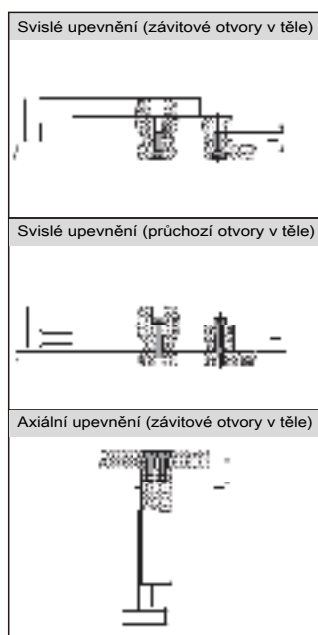 Svislé upevnění (závitové otvory v těle)
Svislé upevnění (průchozí otvory v těle)
Axiální upevnění (závitové otvory v těle)